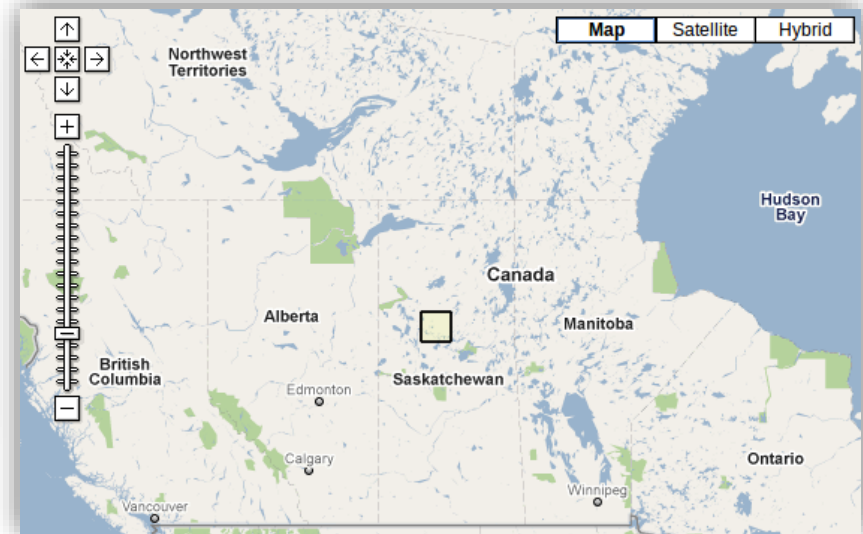 Map
Satellite
Hybrid
Northwest
Territories
Hudson
Bay
Canada
Alberta
Manitoba
British
Columbia
Saskatchewan
Edmonton
Calgary
Ontario
Winnipeg
Vancouver